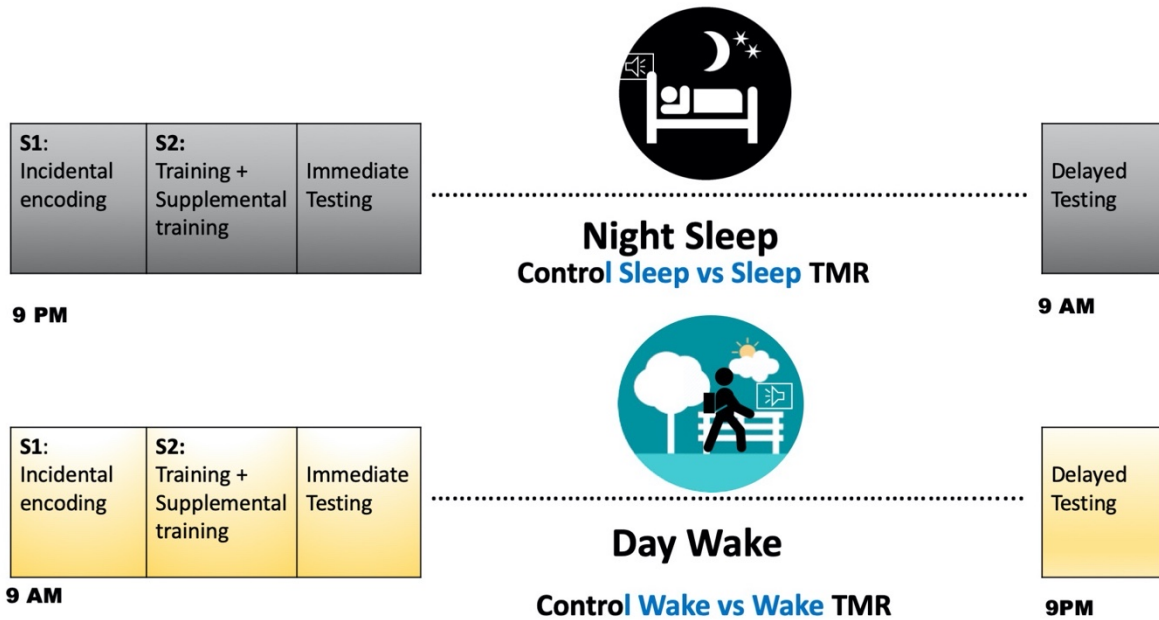 S1:
Incidental
encoding
S2:
Training +
Supplemental
training
Immediate
Testing
Delayed
Testing
Night Sleep
Control Sleep vs Sleep TMR
9 PM
9 AM
S1:
Incidental
encoding
S2:
Training +
Supplemental
training
Immediate
Testing
Delayed
Testing
Day Wake
Control Wake vs Wake TMR
9 AM
9PM